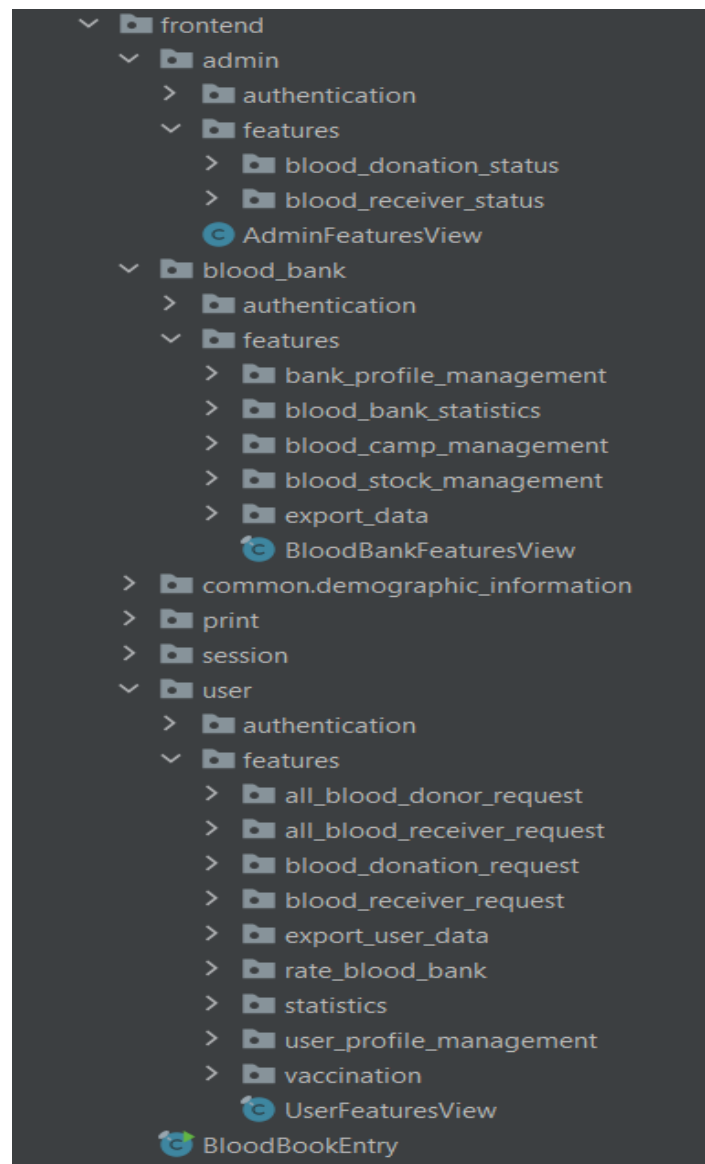 frontend
admin
authentication
features
blood_donation_status
blood_receiver_status
AdminFeaturesView
blood_bank
authentication
features
bank_profile_management
blood_bank_statistics
blood_camp_management
blood_stock_management
export_data
BloodBankFeaturesView
common.demographic_information
print
session
user
authentication
features
all_blood_donor_request
all_blood_receiver_request
blood_donation_request
blood_receiver_request
export_user_data
rate_blood_bank
statistics
user_profile_management
vaccination
UserFeaturesView
BloodBookEntry